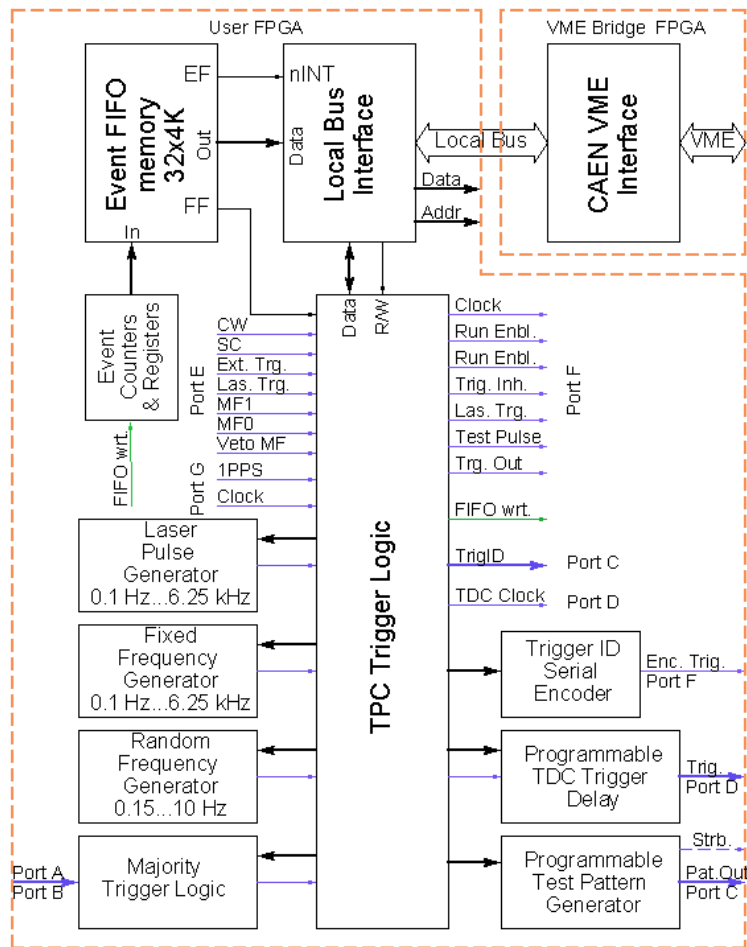 User FPGA
VME Bridge FPGA
Event FIFO
memory
32x4K
EF
Out
FF
In
nINT
Data
Local Bus
Interface
Data
Addr
Local Bus
CAEN VME
Interface
VME
Event
Counters
& Registers
FIFO wrt.
Data
R/W
TPC Trigger Logic
Port E
CW
SC
Ext. Trg.
Las. Trg.
MF1
MF0
Veto MF
Port G
1PPS
Clock
Clock
Run Enbl.
Run Enbl.
Trig. Inh.
Las. Trg.
Test Pulse
Trg. Out
Port F
FIFO wrt.
TrigID
Port C
TDC Clock
Port D
Laser
Pulse
Generator
0.1 Hz...6.25 kHz
Fixed
Frequency
Generator
0.1 Hz...6.25 kHz
Random
Frequency
Generator
0.15...10 Hz
Port A
Port B
Majority
Trigger Logic
Trigger ID
Serial
Encoder
Enc. Trig.
Port F
Programmable
TDC Trigger
Delay
Trig.
Port D
Programmable
Test Pattern
Generator
Strb.
Pat.Out
Port C